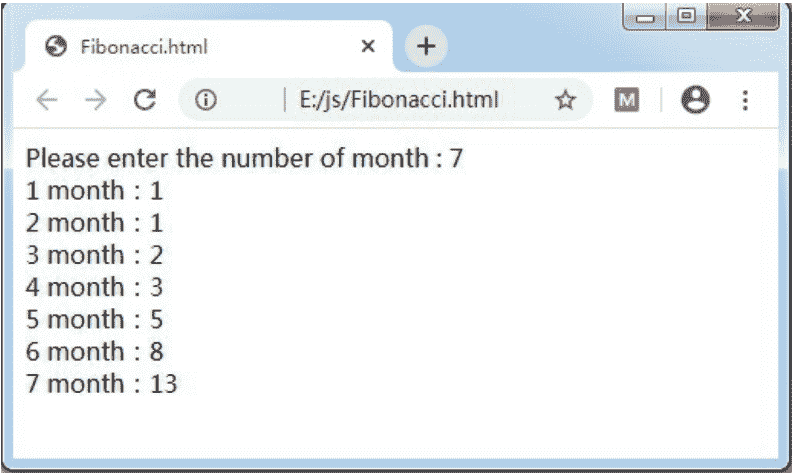 Fibonacci.html
E:/js/Fibonacci.html
M
Please enter the number of month : 7
1 month : 1
2 month : 1
3 month : 2
4 month : 3
5 month : 5
6 month : 8
7 month : 13